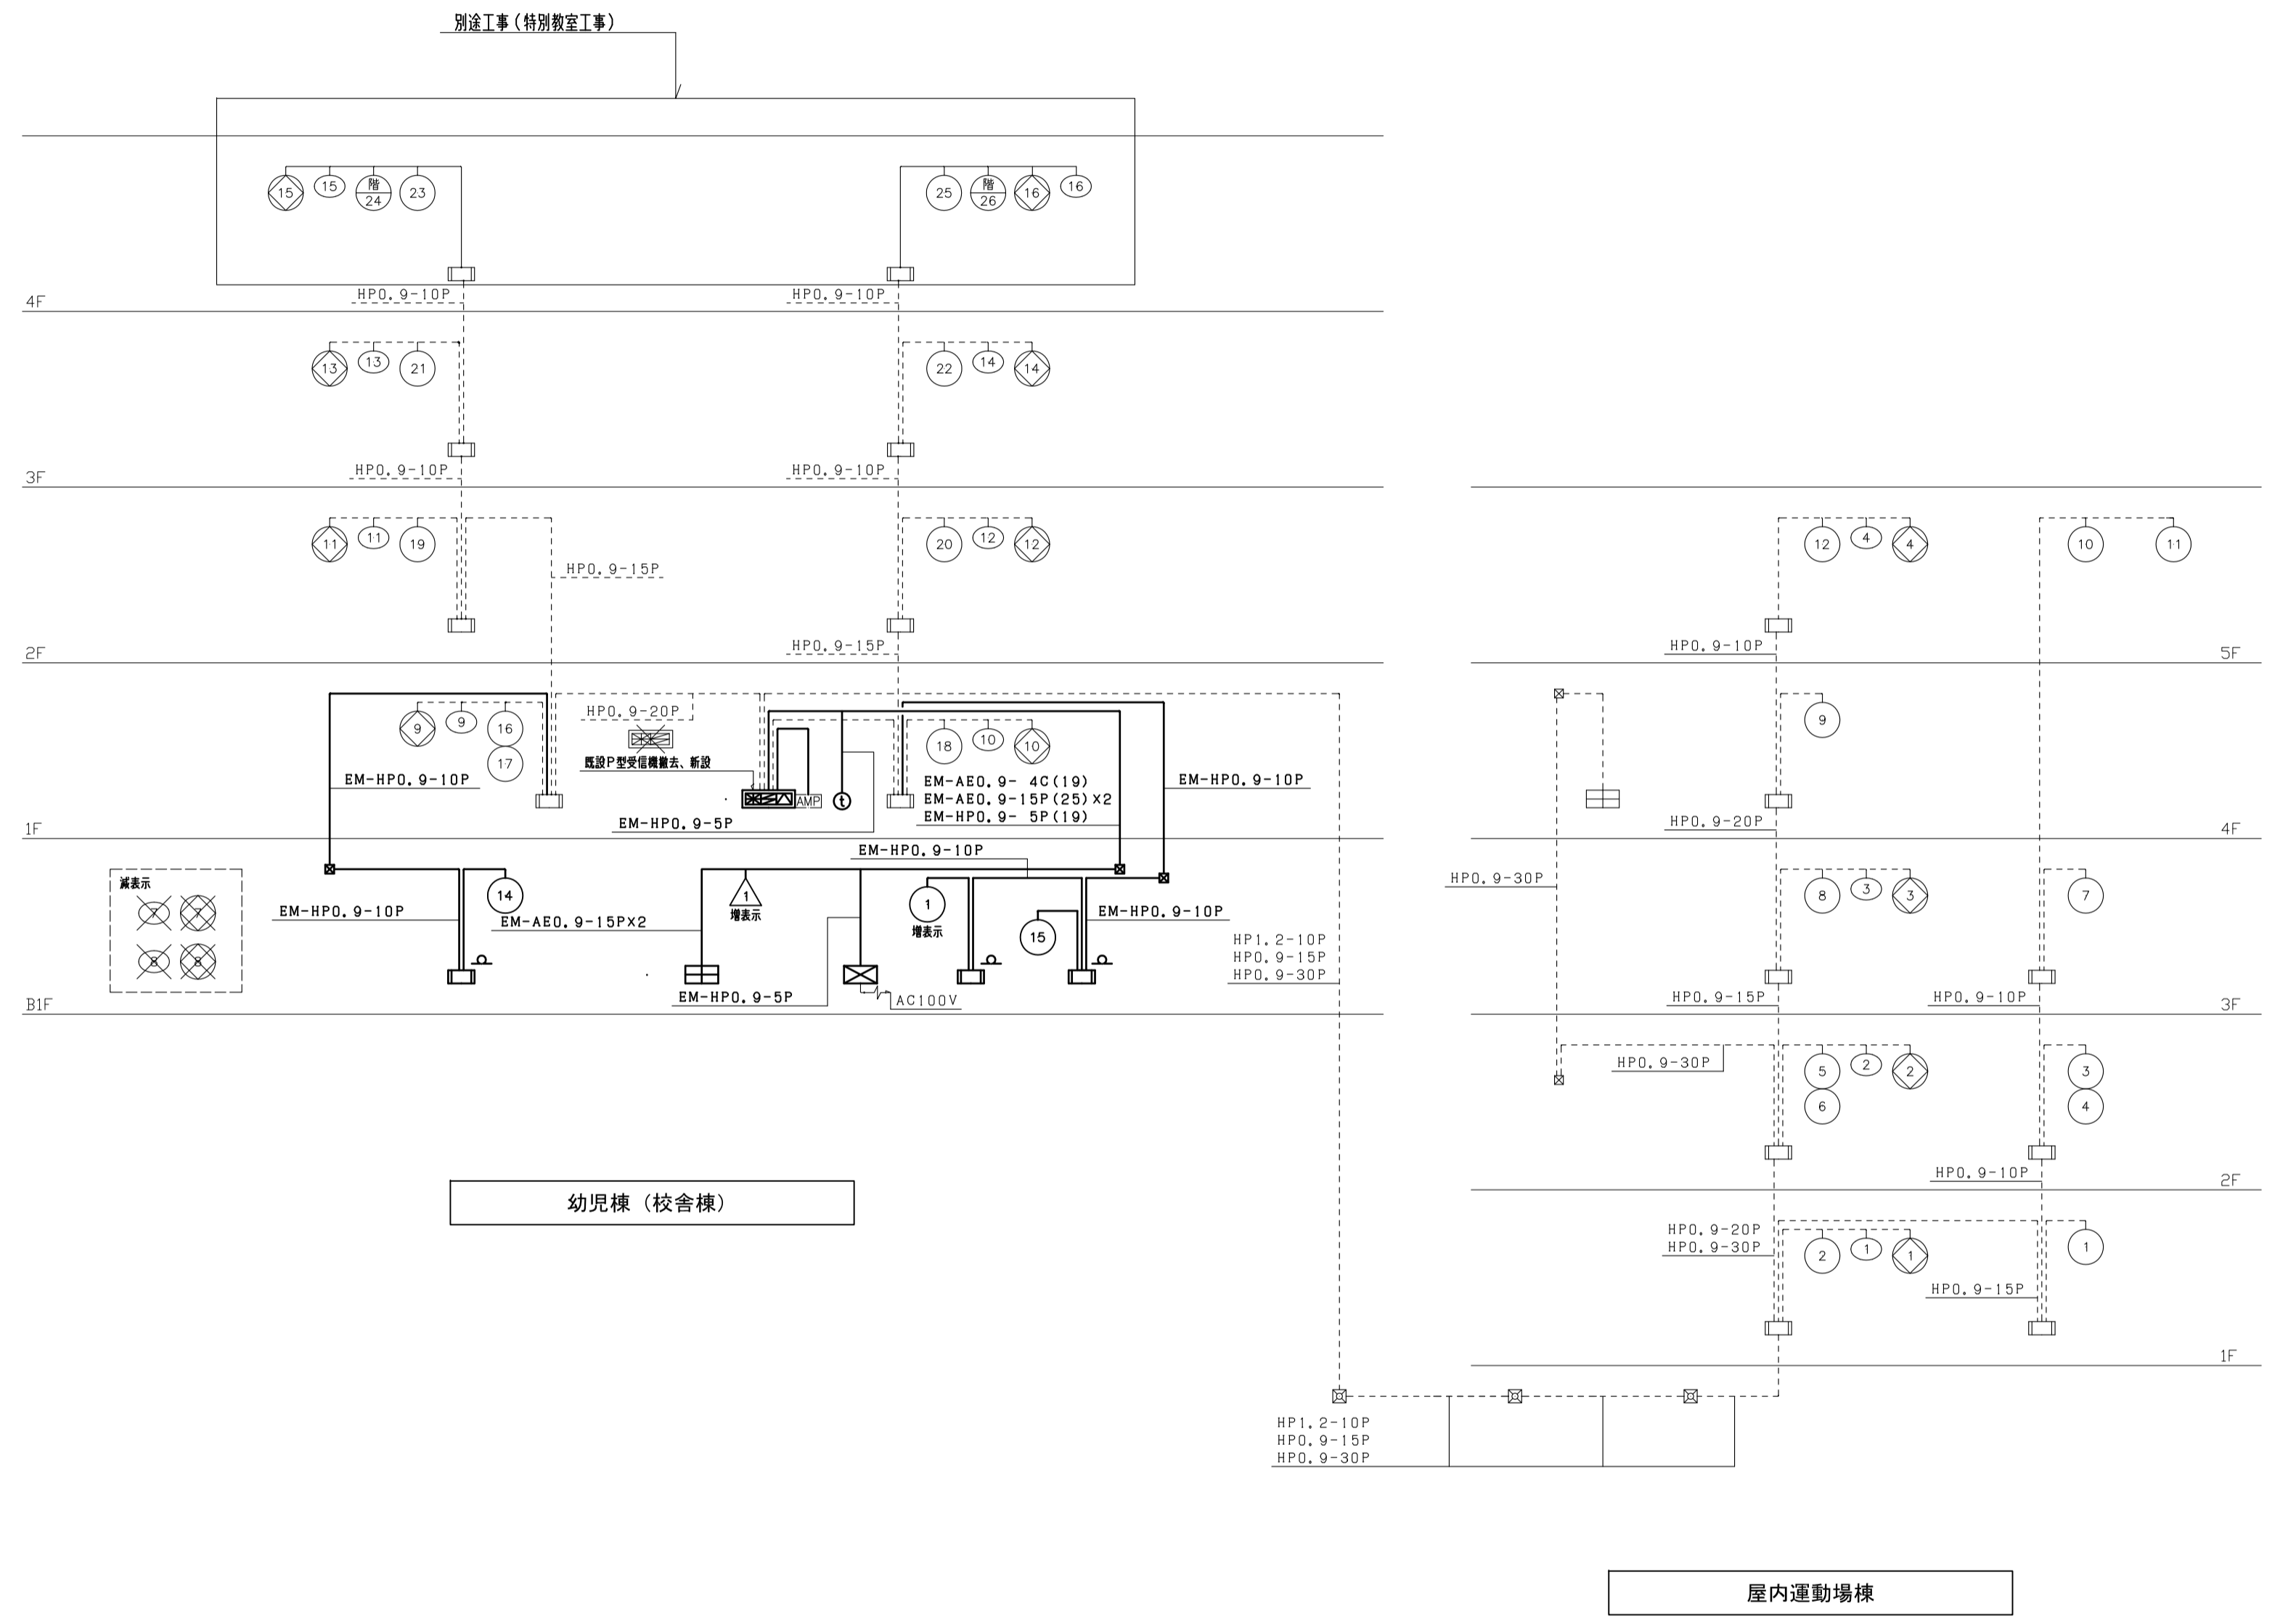 別途工事(特別教室工事)
15
15
階
24
23
25
階
26
16
16
HP0.9-10P
HP0.9-10P
4F
13
13
21
22
14
14
HP0.9-10P
HP0.9-10P
3F
11
11
19
HP0.9-15P
20
12
12
12
4
4
10
11
HP0.9-15P
HP0.9-10P
2F
5F
9
9
16
17
HP0.9-20P
既設P型受信機撤去、新設
18
10
10
9
EM-HP0.9-10P
AMP
t
EM-AE0.9- 4C(19)
EM-AE0.9-15P(25)X2
EM-HP0.9- 5P(19)
EM-HP0.9-10P
EM-HP0.9-5P
HP0.9-20P
1F
4F
EM-HP0.9-10P
減表示
7
7
8
8
14
1
増表示
1
増表示
15
HP0.9-30P
8
3
3
7
EM-HP0.9-10P
EM-AE0.9-15PX2
EM-HP0.9-10P
HP1.2-10P
HP0.9-15P
HP0.9-30P
EM-HP0.9-5P
AC100V
HP0.9-15P
HP0.9-10P
B1F
3F
HP0.9-30P
5
6
2
2
3
4
HP0.9-10P
2F
幼児棟(校舎棟)
HP0.9-20P
HP0.9-30P
2
1
1
1
HP0.9-15P
1F
HP1.2-10P
HP0.9-15P
HP0.9-30P
屋内運動場棟